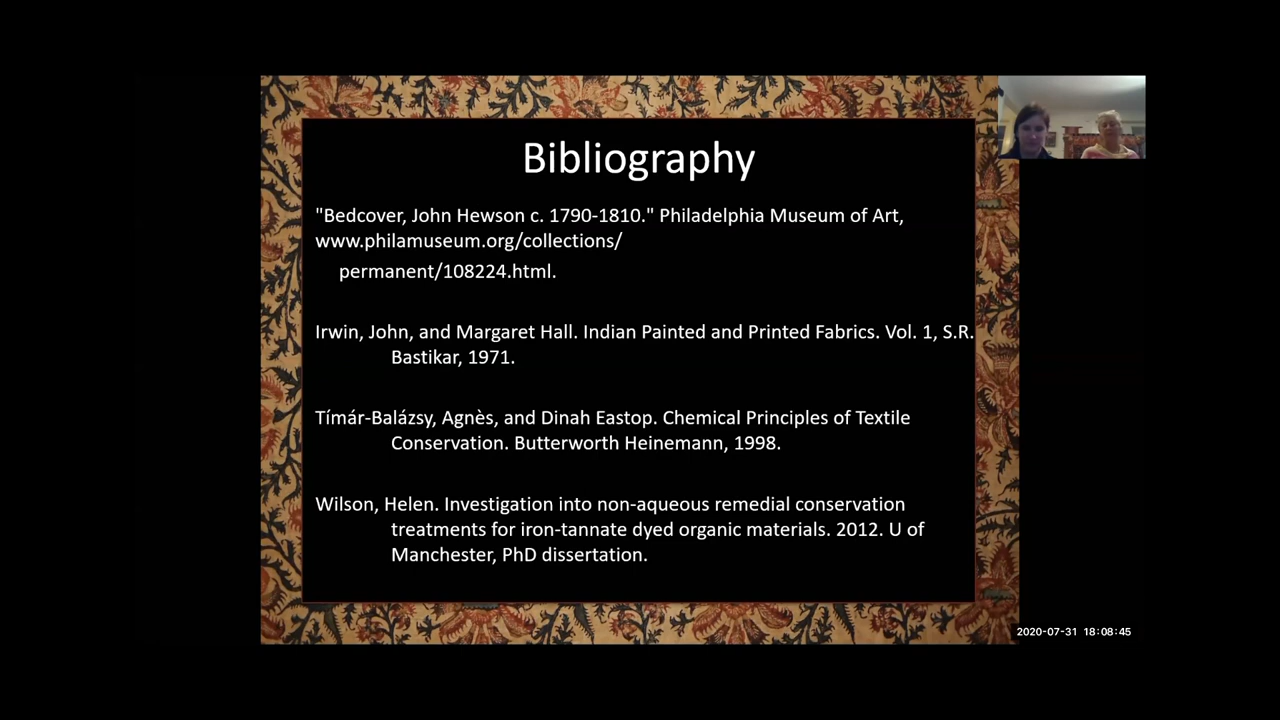 Bibliography
"Bedcover, John Hewson c. 1790-1810." Philadelphia Museum of Art,
www.philamuseum.org/collections/
permanent/108224.html.
Irwin, John, and Margaret Hall. Indian Painted and Printed Fabrics. Vol. 1, S.R.
Bastikar, 1971.
Tímár-Balázsy, Agnès, and Dinah Eastop. Chemical Principles of Textile
Conservation. Butterworth Heinemann, 1998.
Wilson, Helen. Investigation into non-aqueous remedial conservation
treatments for iron-tannate dyed organic materials. 2012. U of
Manchester, PhD dissertation.
2020-07-31 18:08:45